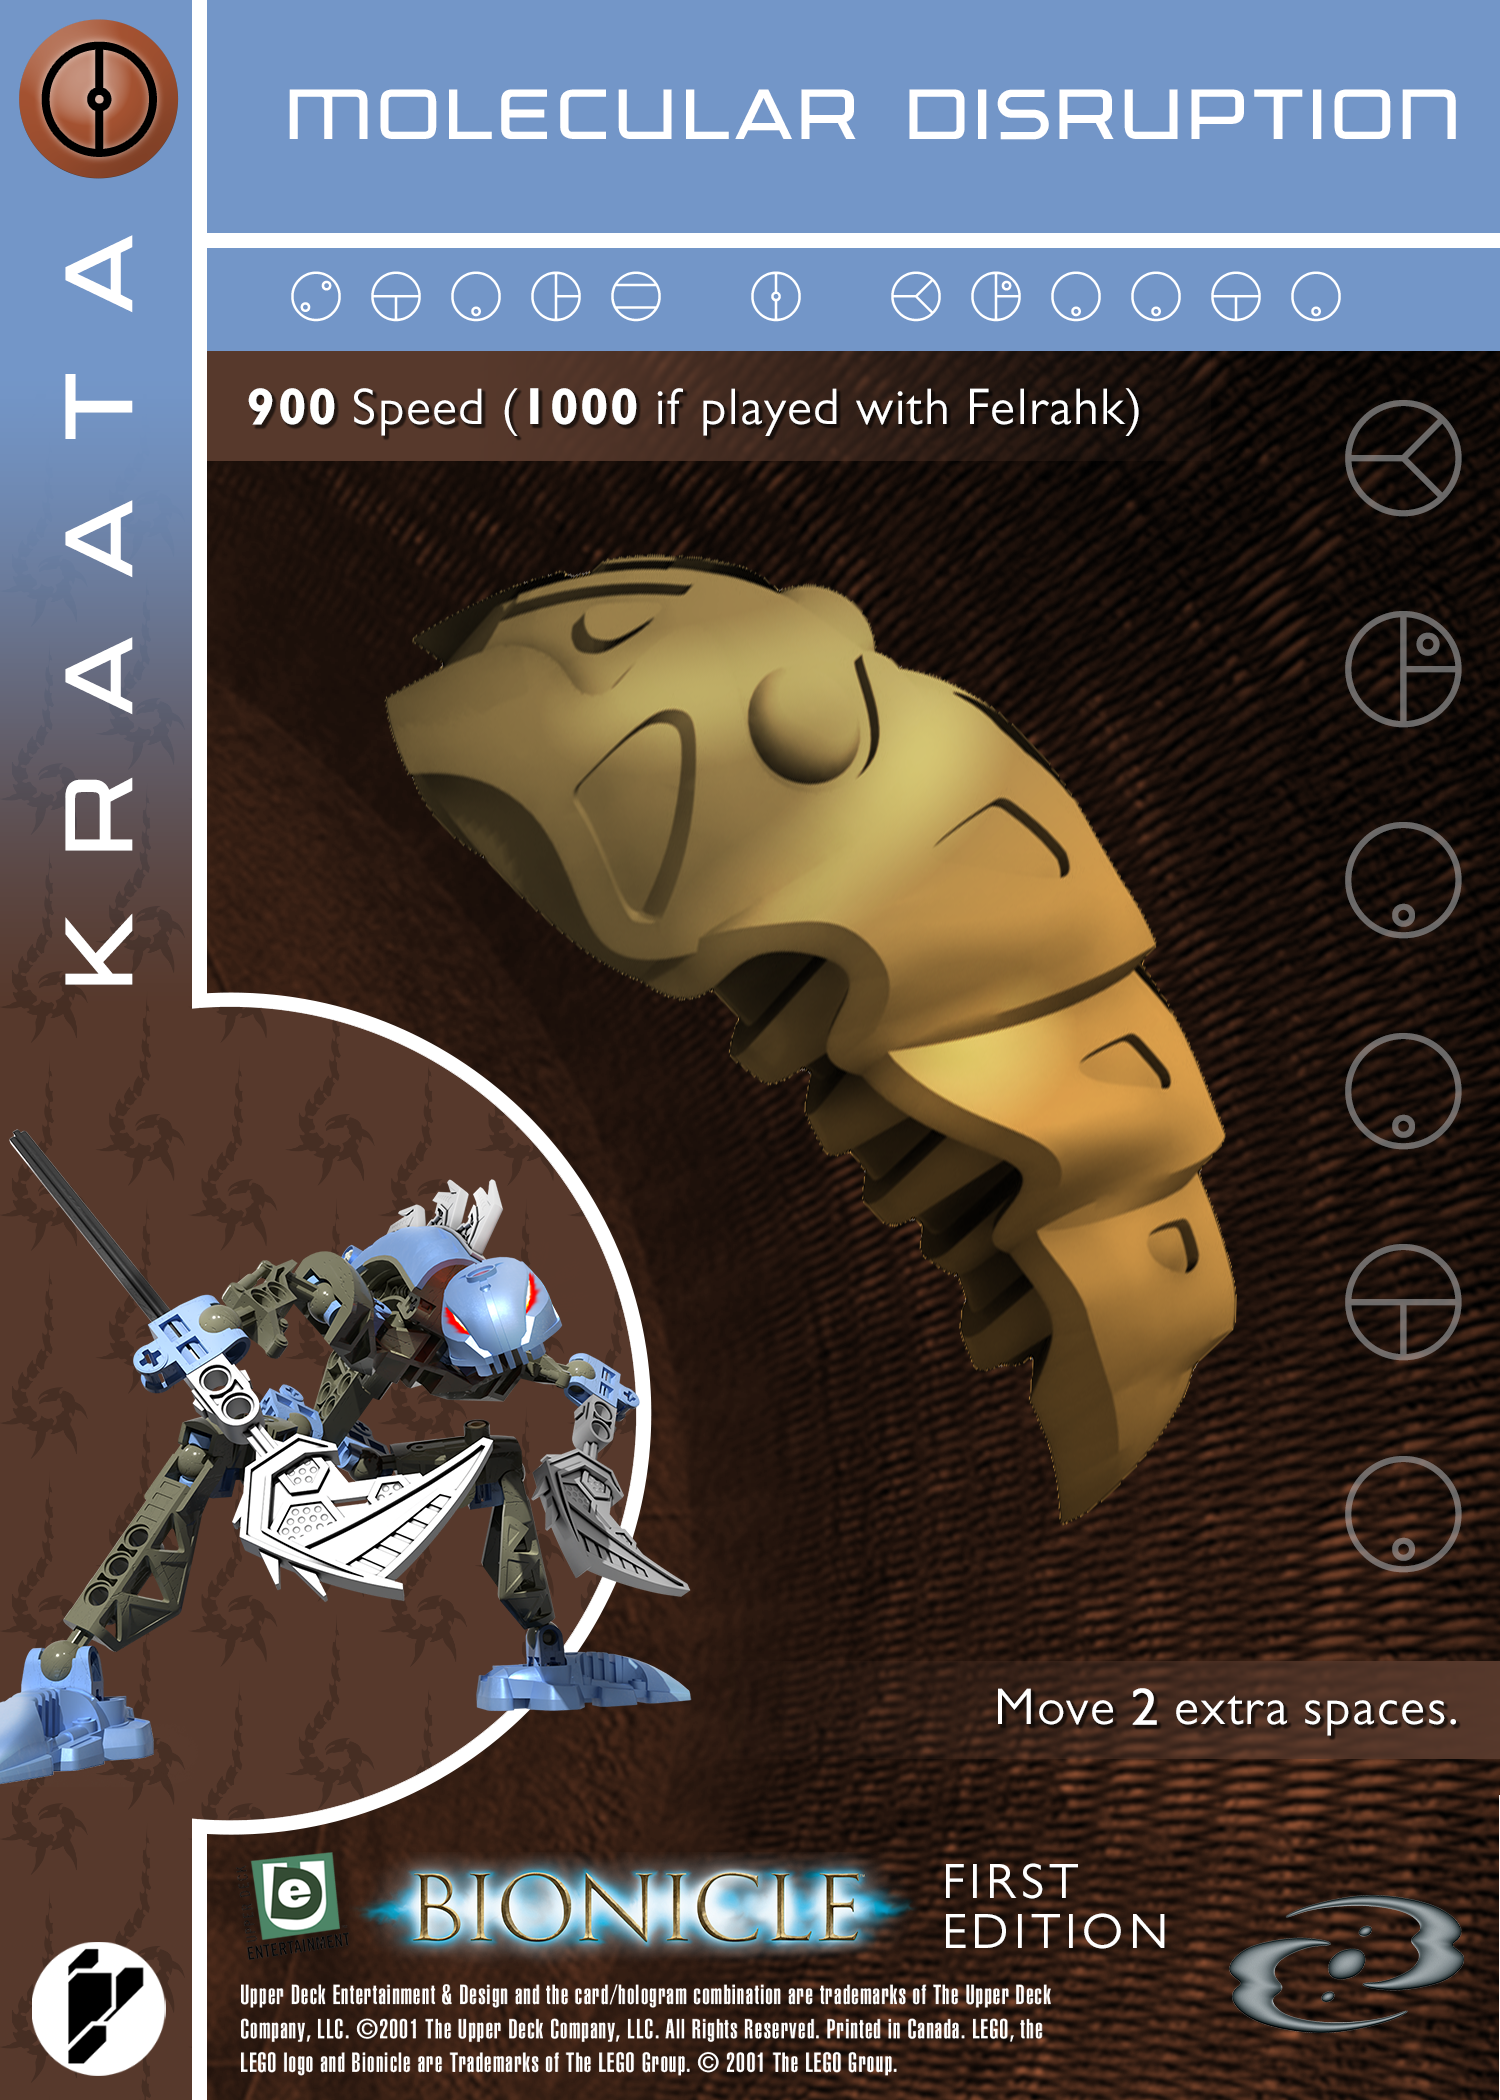 MOLECULAR DISRUPTION
KRAATA
900 Speed (1000 if played with Felrahk)
Move 2 extra spaces.
e
ENTERTAINMENT
BIONICLE
FIRST
EDITION
Upper Deck Entertainment & Design and the card/hologram combination are trademarks of The Upper Deck
Company, LLC. ©2001 The Upper Deck Company, LLC. All Rights Reserved. Printed in Canada. LEGO, the
LEGO logo and Bionicle are Trademarks of The LEGO Group. © 2001 The LEGO Group.